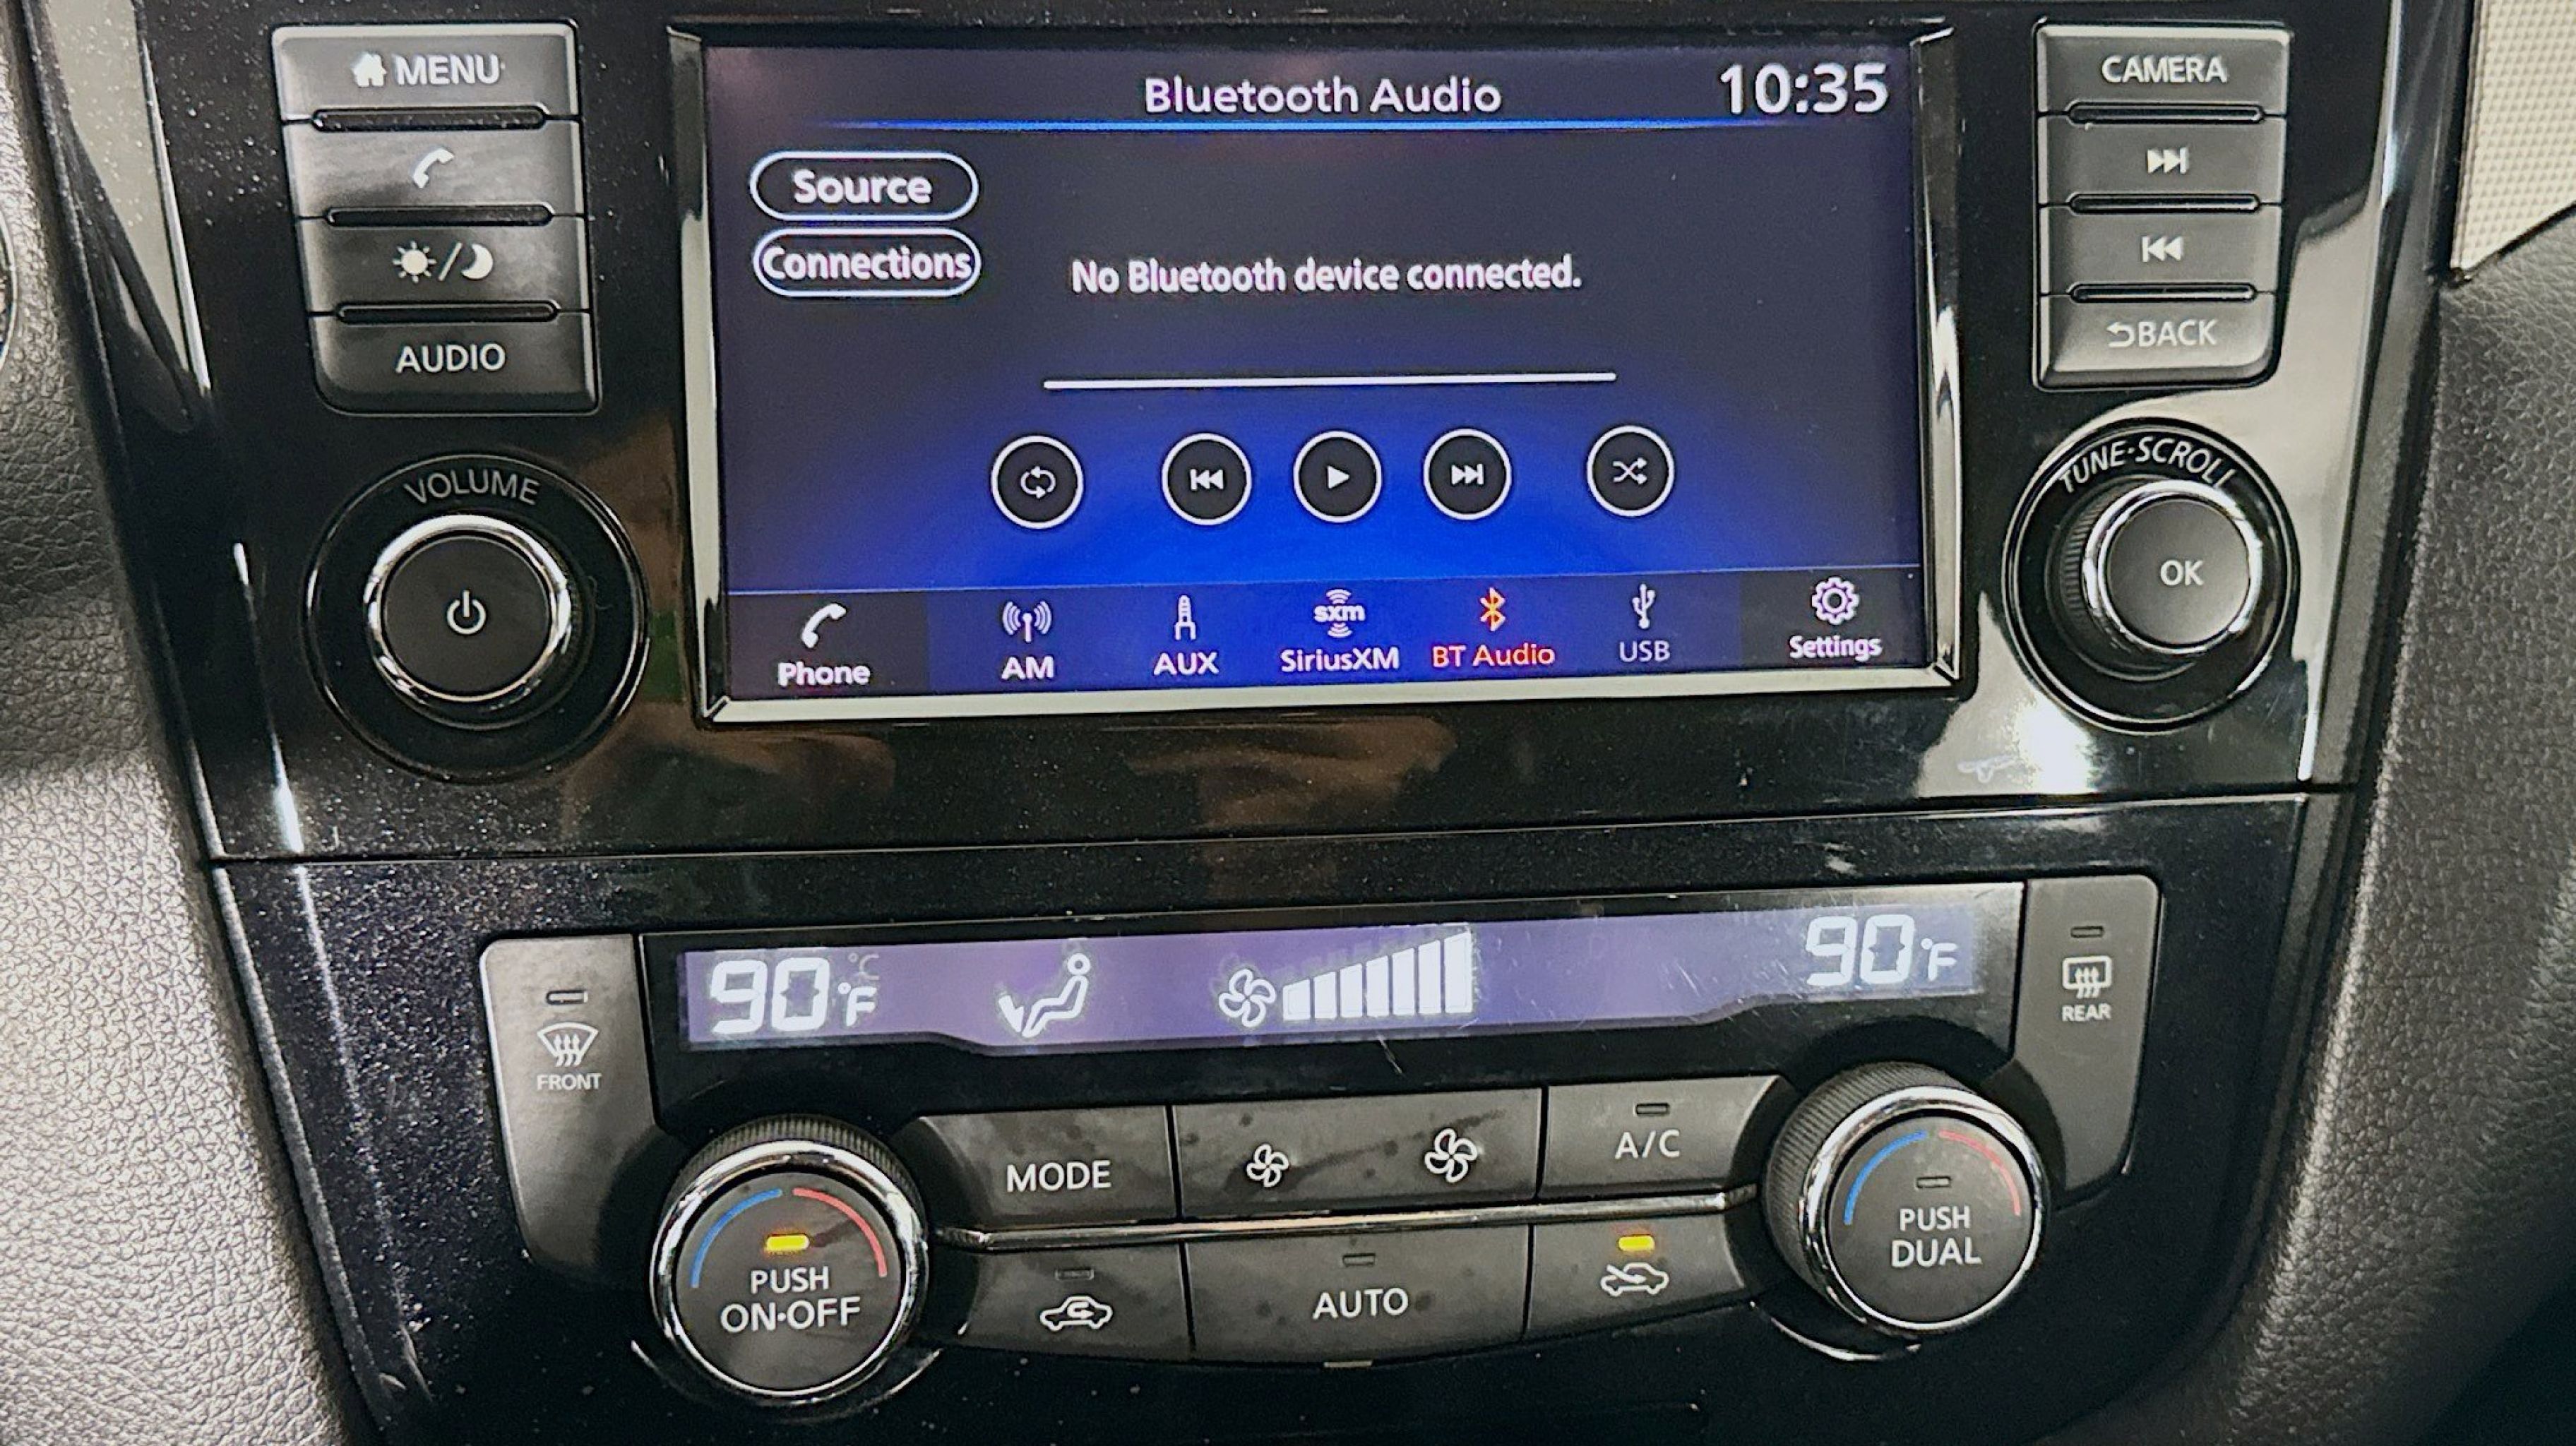 MENU
AUDIO
VOLUME
Bluetooth Audio
10:35
Source
Connections
No Bluetooth device connected.
Phone
AM
AUX
sxm
SiriusXM
BT Audio
USB
Settings
CAMERA
BACK
TUNE·SCROLL
OK
90 °C
°F
90°F
FRONT
REAR
MODE
A/C
PUSH
ON·OFF
AUTO
PUSH
DUAL